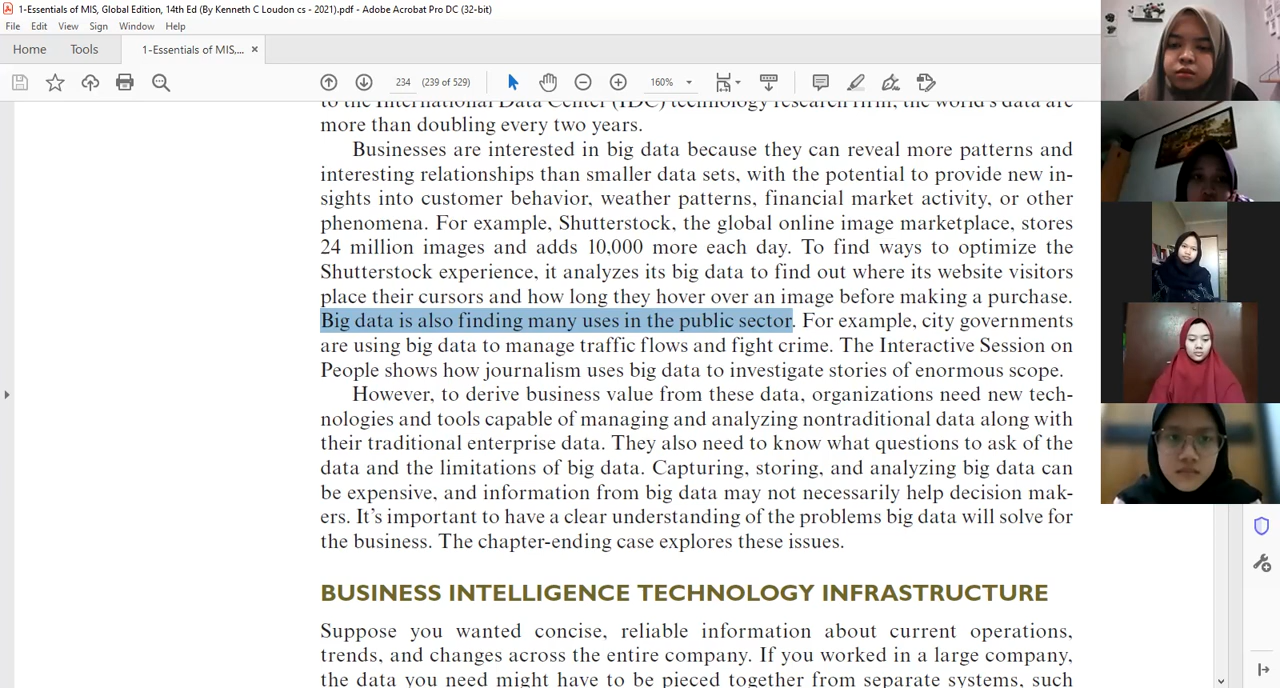 1-Essentials of MIS, Global Edition, 14th Ed (By Kenneth C Loudon cs - 2021).pdf - Adobe Acrobat Pro DC (32-bit)
File Edit View Sign Window Help
Home Tools 1-Essentials of MIS,... ×
234 (239 of 529) 160%
to the International Data Center (IDC) technology research firm, the world's data are
more than doubling every two years.
Businesses are interested in big data because they can reveal more patterns and
interesting relationships than smaller data sets, with the potential to provide new in-
sights into customer behavior, weather patterns, financial market activity, or other
phenomena. For example, Shutterstock, the global online image marketplace, stores
24 million images and adds 10,000 more each day. To find ways to optimize the
Shutterstock experience, it analyzes its big data to find out where its website visitors
place their cursors and how long they hover over an image before making a purchase.
Big data is also finding many uses in the public sector. For example, city governments
are using big data to manage traffic flows and fight crime. The Interactive Session on
People shows how journalism uses big data to investigate stories of enormous scope.
However, to derive business value from these data, organizations need new tech-
nologies and tools capable of managing and analyzing nontraditional data along with
their traditional enterprise data. They also need to know what questions to ask of the
data and the limitations of big data. Capturing, storing, and analyzing big data can
be expensive, and information from big data may not necessarily help decision mak-
ers. It's important to have a clear understanding of the problems big data will solve for
the business. The chapter-ending case explores these issues.
BUSINESS INTELLIGENCE TECHNOLOGY INFRASTRUCTURE
Suppose you wanted concise, reliable information about current operations,
trends, and changes across the entire company. If you worked in a large company,
the data you need might have to be pieced together from separate systems, such